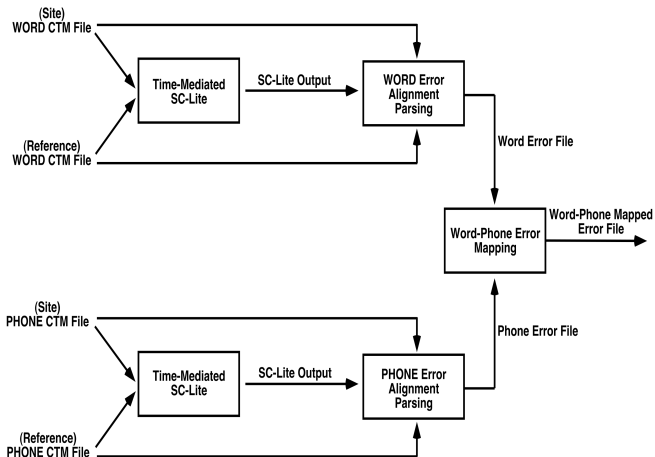 (Site)
WORD CTM File
Time-Mediated
SC-Lite
SC-Lite Output
WORD Error
Alignment
Parsing
(Reference)
WORD CTM File
Word Error File
Word-Phone Error
Mapping
Word-Phone Mapped
Error File
(Site)
PHONE CTM File
Phone Error File
Time-Mediated
SC-Lite
SC-Lite Output
PHONE Error
Alignment
Parsing
(Reference)
PHONE CTM File